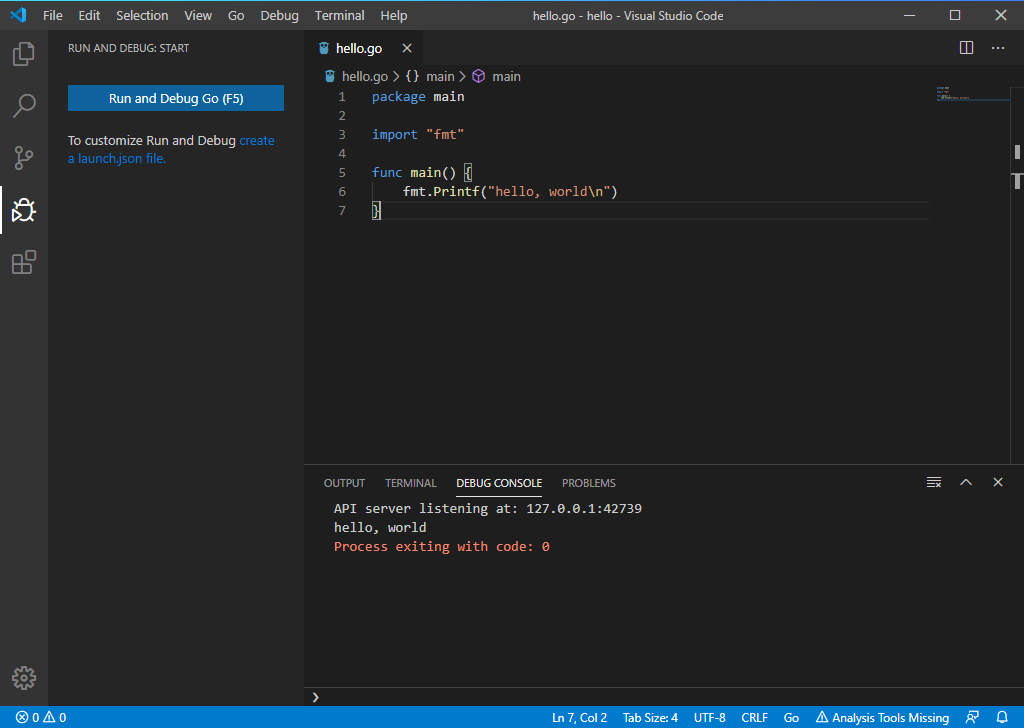 File Edit Selection View Go Debug Terminal Help hello.go - hello - Visual Studio Code
RUN AND DEBUG: START
Run and Debug Go (F5)
To customize Run and Debug create
a launch.json file.
hello.go
hello.go > {} main > main
1 package main
2
3 import "fmt"
4
5 func main() {
6 fmt.Printf("hello, world\n")
7 }
OUTPUT TERMINAL DEBUG CONSOLE PROBLEMS
API server listening at: 127.0.0.1:42739
hello, world
Process exiting with code: 0
0 0 Ln 7, Col 2 Tab Size: 4 UTF-8 CRLF Go Analysis Tools Missing